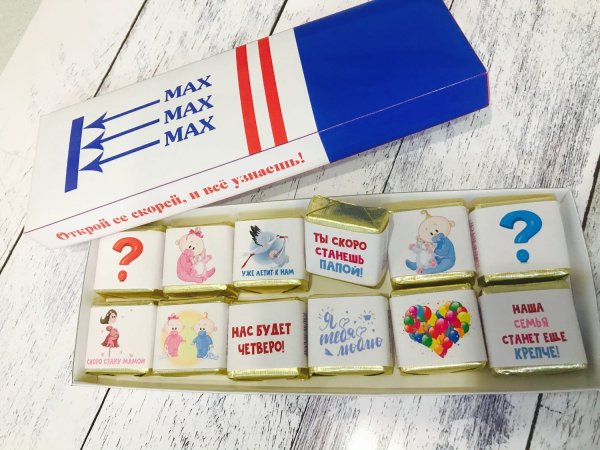 MAX
MAX
MAX
Открой ее скорей, и всё узнаешь!
?
УЖЕ ЛЕТИТ К НАМ
ТЫ СКОРО
СТАНЕШЬ
ПАПОЙ!
?
СКОРО СТАНУ МАМОЙ
НАС БУДЕТ
ЧЕТВЕРО!
Я
тебя
люблю
НАША
СЕМЬЯ
СТАНЕТ ЕЩЕ
КРЕПЧЕ!